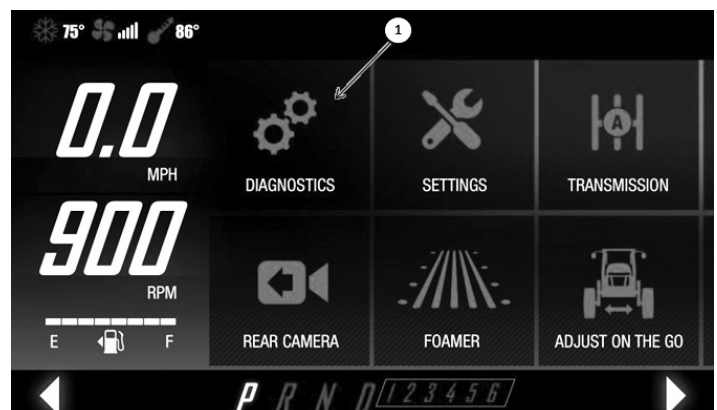 75° 86°
1
0.0
MPH
900
RPM
E F
DIAGNOSTICS
SETTINGS
TRANSMISSION
REAR CAMERA
FOAMER
A
ADJUST ON THE GO
P R N D 1 2 3 4 5 6